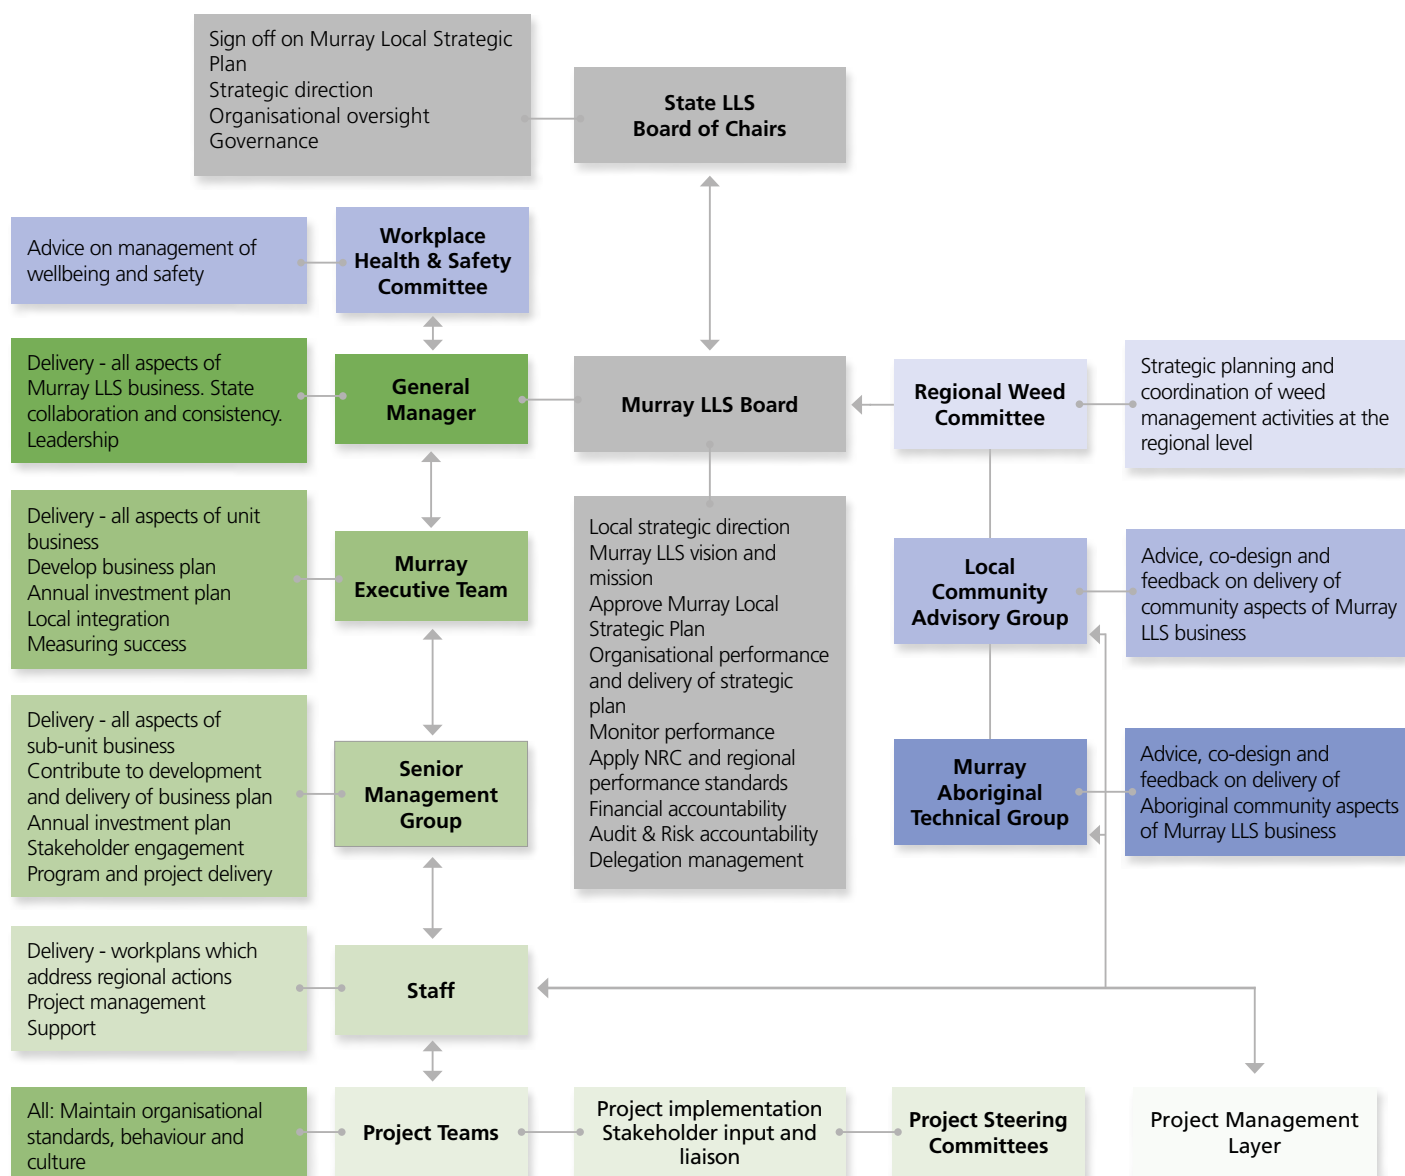 Sign off on Murray Local Strategic
Plan
Strategic direction
Organisational oversight
Governance
State LLS
Board of Chairs
Advice on management of
wellbeing and safety
Workplace
Health & Safety
Committee
Delivery - all aspects of
Murray LLS business. State
collaboration and consistency.
Leadership
General
Manager
Murray LLS Board
Regional Weed
Committee
Strategic planning and
coordination of weed
management activities at the
regional level
Delivery - all aspects of unit
business
Develop business plan
Annual investment plan
Local integration
Measuring success
Murray
Executive Team
Local strategic direction
Murray LLS vision and
mission
Approve Murray Local
Strategic Plan
Organisational performance
and delivery of strategic
plan
Monitor performance
Apply NRC and regional
performance standards
Financial accountability
Audit & Risk accountability
Delegation management
Local
Community
Advisory Group
Advice, co-design and
feedback on delivery of
community aspects of Murray
LLS business
Delivery - all aspects of
sub-unit business
Contribute to development
and delivery of business plan
Annual investment plan
Stakeholder engagement
Program and project delivery
Senior
Management
Group
Murray
Aboriginal
Technical Group
Advice, co-design and
feedback on delivery of
Aboriginal community aspects
of Murray LLS business
Delivery - workplans which
address regional actions
Project management
Support
Staff
All: Maintain organisational
standards, behaviour and
culture
Project Teams
Project implementation
Stakeholder input and
liaison
Project Steering
Committees
Project Management
Layer